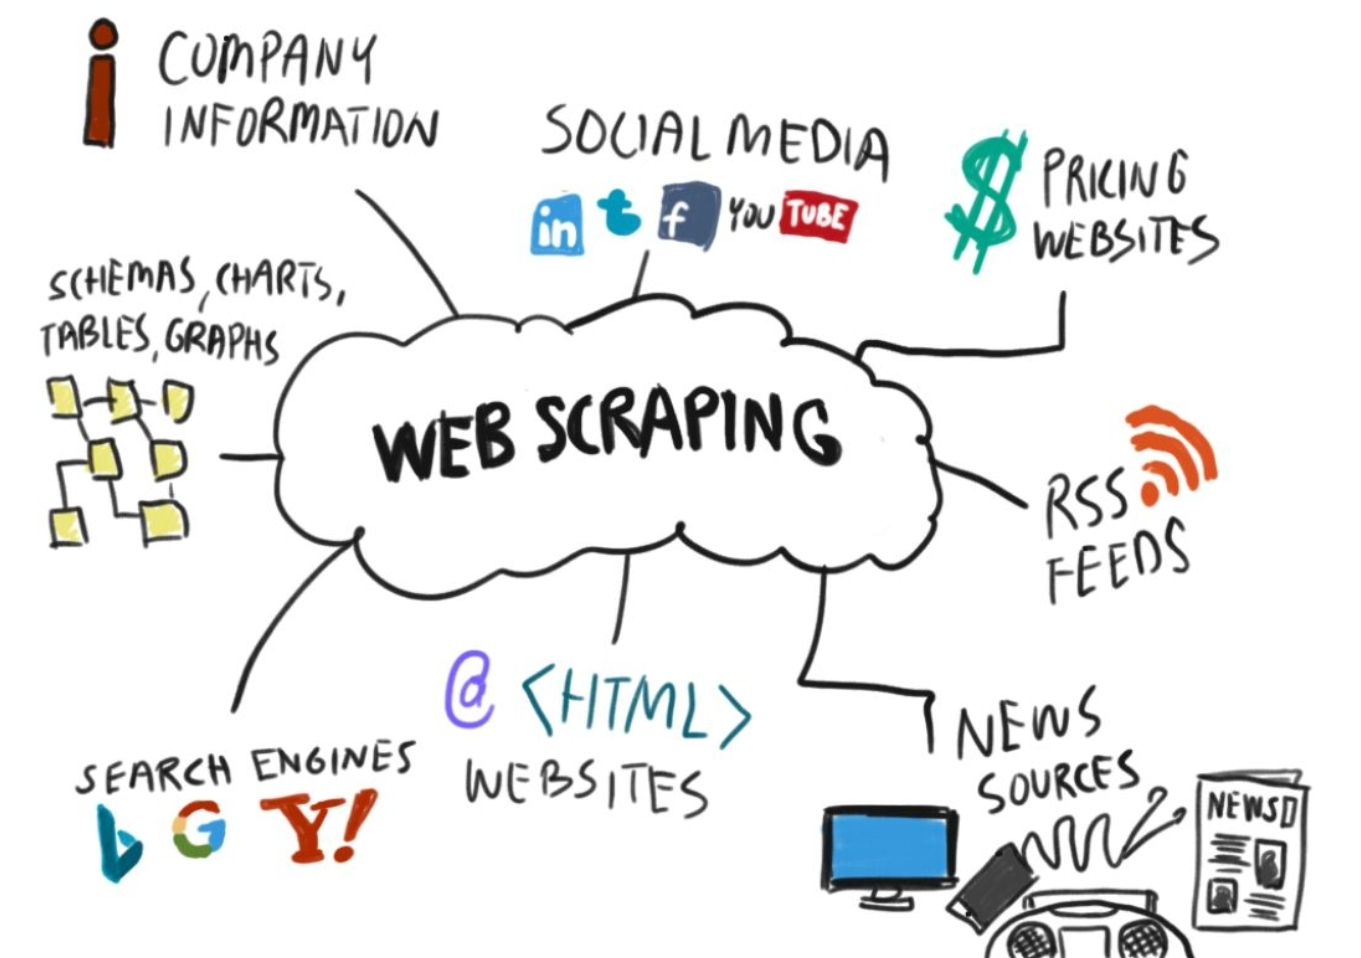 i COMPANY
INFORMATION
SOCIAL MEDIA
in t f YOU TUBE
$ PRICING
WEBSITES
SCHEMAS, CHARTS,
TABLES, GRAPHS
WEB SCRAPING
RSS
FEEDS
SEARCH ENGINES
b G Y!
@ <HTML>
WEBSITES
NEWS
SOURCES
NEWS